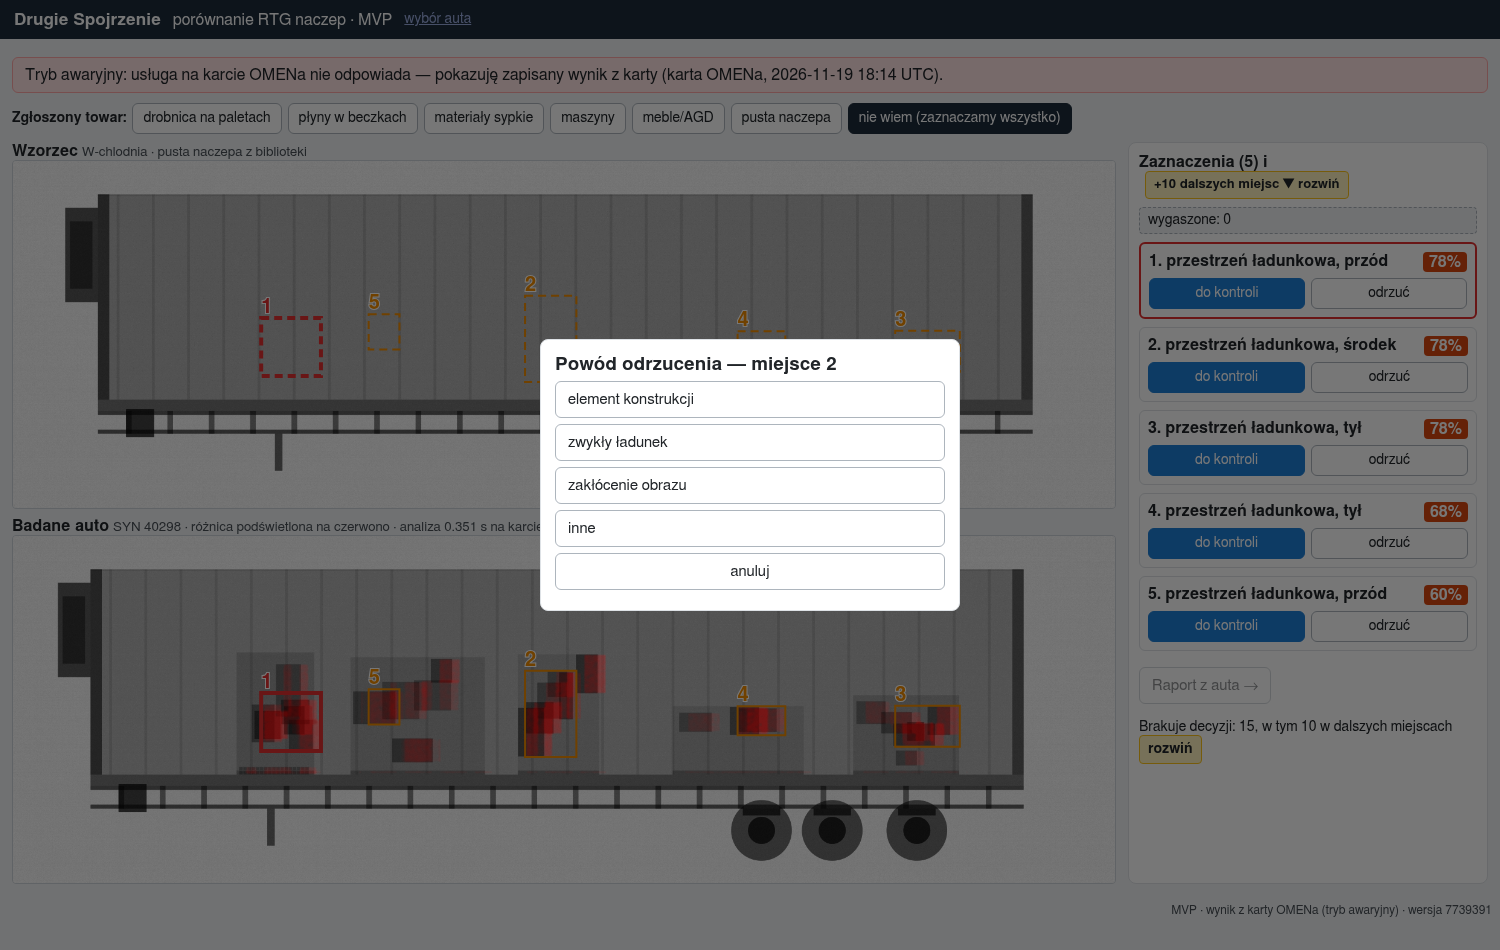 Drugie Spojrzenie porównanie RTG naczep · MVP wybór auta
Tryb awaryjny: usługa na karcie OMENa nie odpowiada — pokazuję zapisany wynik z karty (karta OMENa, 2026-11-19 18:14 UTC).
Zgłoszony towar: drobnica na paletach płyny w beczkach materiały sypkie maszyny meble/AGD pusta naczepa nie wiem (zaznaczamy wszystko)
Wzorzec W-chlodnia · pusta naczepa z biblioteki
1
5
2
4
3
Badane auto SYN 40298 · różnica podświetlona na czerwono · analiza 0.351 s na karcie
1
5
2
4
3
Powód odrzucenia — miejsce 2
element konstrukcji
zwykły ładunek
zakłócenie obrazu
inne
anuluj
Zaznaczenia (5) i
+10 dalszych miejsc ▼ rozwiń
wygaszone: 0
1. przestrzeń ładunkowa, przód 78%
do kontroli odrzuć
2. przestrzeń ładunkowa, środek 78%
do kontroli odrzuć
3. przestrzeń ładunkowa, tył 78%
do kontroli odrzuć
4. przestrzeń ładunkowa, tył 68%
do kontroli odrzuć
5. przestrzeń ładunkowa, przód 60%
do kontroli odrzuć
Raport z auta →
Brakuje decyzji: 15, w tym 10 w dalszych miejscach
rozwiń
MVP · wynik z karty OMENa (tryb awaryjny) · wersja 7739391